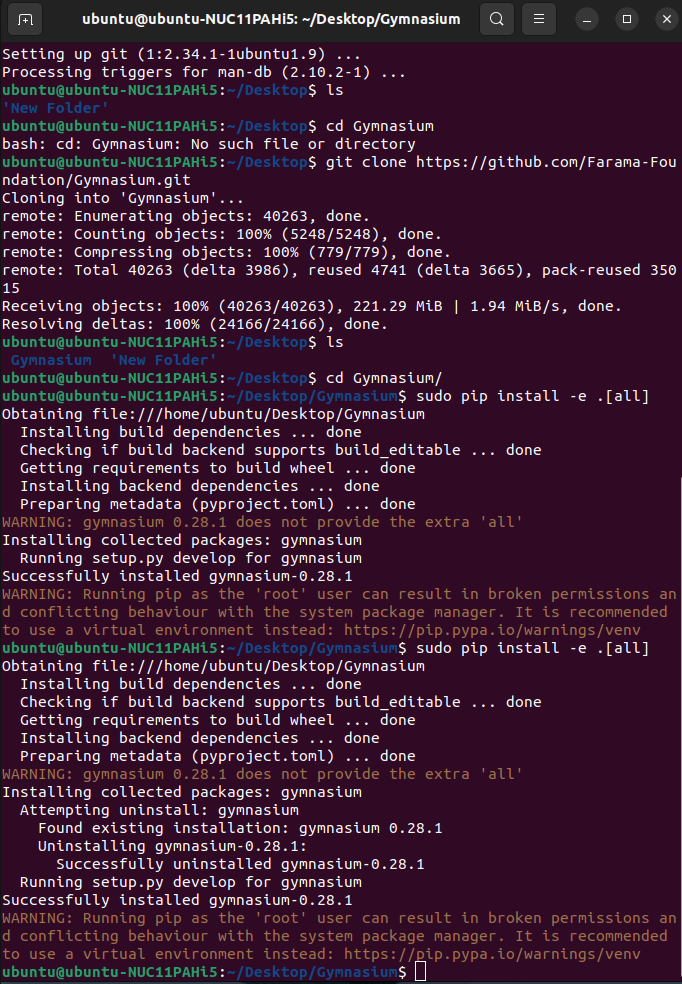 ubuntu@ubuntu-NUC11PAHi5: ~/Desktop/Gymnasium
Setting up git (1:2.34.1-1ubuntu1.9) ...
Processing triggers for man-db (2.10.2-1) ...
ubuntu@ubuntu-NUC11PAHi5:~/Desktop$ ls
'New Folder'
ubuntu@ubuntu-NUC11PAHi5:~/Desktop$ cd Gymnasium
bash: cd: Gymnasium: No such file or directory
ubuntu@ubuntu-NUC11PAHi5:~/Desktop$ git clone https://github.com/Farama-Fou
ndation/Gymnasium.git
Cloning into 'Gymnasium'...
remote: Enumerating objects: 40263, done.
remote: Counting objects: 100% (5248/5248), done.
remote: Compressing objects: 100% (779/779), done.
remote: Total 40263 (delta 3986), reused 4741 (delta 3665), pack-reused 350
15
Receiving objects: 100% (40263/40263), 221.29 MiB | 1.94 MiB/s, done.
Resolving deltas: 100% (24166/24166), done.
ubuntu@ubuntu-NUC11PAHi5:~/Desktop$ ls
 Gymnasium  'New Folder'
ubuntu@ubuntu-NUC11PAHi5:~/Desktop$ cd Gymnasium/
ubuntu@ubuntu-NUC11PAHi5:~/Desktop/Gymnasium$ sudo pip install -e .[all]
Obtaining file:///home/ubuntu/Desktop/Gymnasium
  Installing build dependencies ... done
  Checking if build backend supports build_editable ... done
  Getting requirements to build wheel ... done
  Installing backend dependencies ... done
  Preparing metadata (pyproject.toml) ... done
WARNING: gymnasium 0.28.1 does not provide the extra 'all'
Installing collected packages: gymnasium
  Running setup.py develop for gymnasium
Successfully installed gymnasium-0.28.1
WARNING: Running pip as the 'root' user can result in broken permissions an
d conflicting behaviour with the system package manager. It is recommended
to use a virtual environment instead: https://pip.pypa.io/warnings/venv
ubuntu@ubuntu-NUC11PAHi5:~/Desktop/Gymnasium$ sudo pip install -e .[all]
Obtaining file:///home/ubuntu/Desktop/Gymnasium
  Installing build dependencies ... done
  Checking if build backend supports build_editable ... done
  Getting requirements to build wheel ... done
  Installing backend dependencies ... done
  Preparing metadata (pyproject.toml) ... done
WARNING: gymnasium 0.28.1 does not provide the extra 'all'
Installing collected packages: gymnasium
  Attempting uninstall: gymnasium
    Found existing installation: gymnasium 0.28.1
    Uninstalling gymnasium-0.28.1:
      Successfully uninstalled gymnasium-0.28.1
  Running setup.py develop for gymnasium
Successfully installed gymnasium-0.28.1
WARNING: Running pip as the 'root' user can result in broken permissions an
d conflicting behaviour with the system package manager. It is recommended
to use a virtual environment instead: https://pip.pypa.io/warnings/venv
ubuntu@ubuntu-NUC11PAHi5:~/Desktop/Gymnasium$